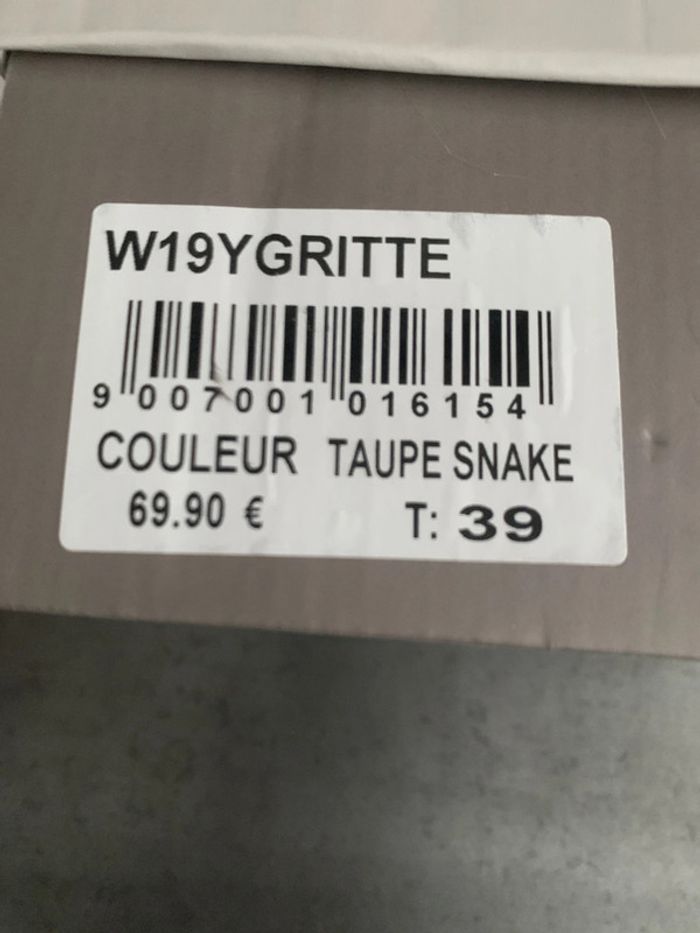 W19YGRITTE
9 007001 016154
COULEUR TAUPE SNAKE
69.90 € T: 39